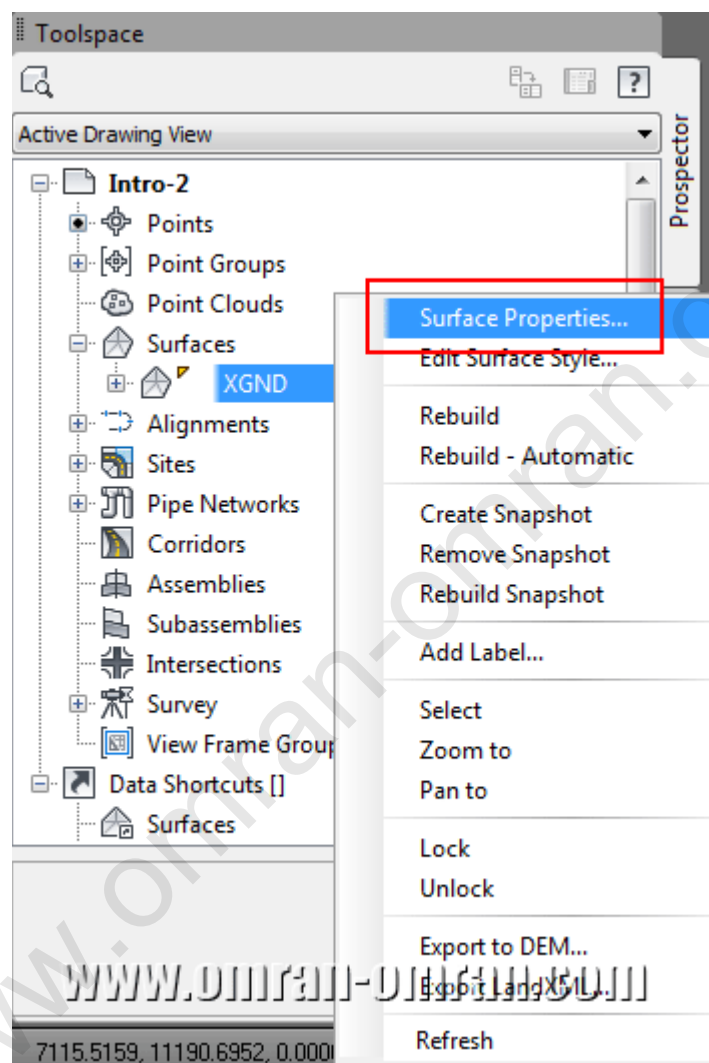 Toolspace
?
Active Drawing View
Prospector
Intro-2
Points
Point Groups
Point Clouds
Surfaces
XGND
Alignments
Sites
Pipe Networks
Corridors
Assemblies
Subassemblies
Intersections
Survey
View Frame Group
Data Shortcuts []
Surfaces
Surface Properties...
Edit Surface Style...
Rebuild
Rebuild - Automatic
Create Snapshot
Remove Snapshot
Rebuild Snapshot
Add Label...
Select
Zoom to
Pan to
Lock
Unlock
Export to DEM...
Export LandXML...
Refresh
www.omran-omran.com
7115.5159, 11190.6952, 0.000